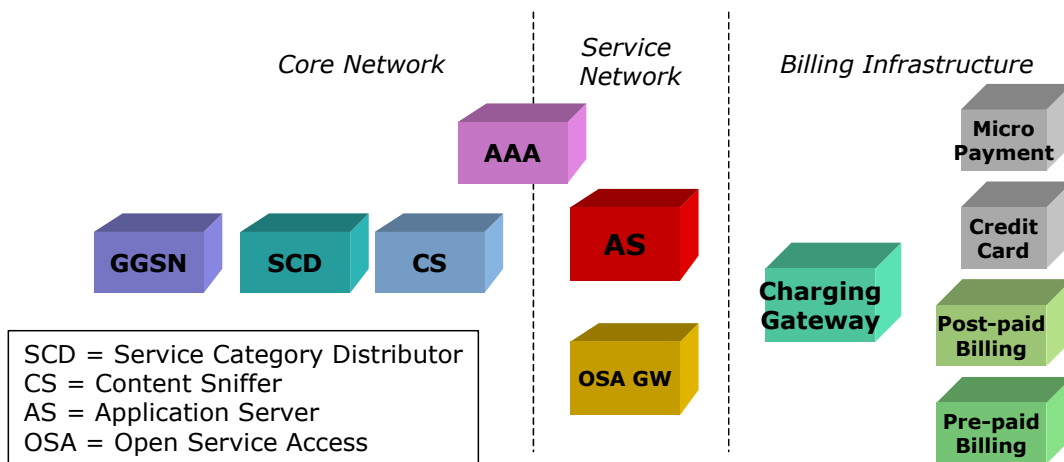 Core Network
Service
Network
Billing Infrastructure
AAA
GGSN
SCD
CS
AS
OSA GW
Charging
Gateway
Micro
Payment
Credit
Card
Post-paid
Billing
Pre-paid
Billing
SCD = Service Category Distributor
CS = Content Sniffer
AS = Application Server
OSA = Open Service Access